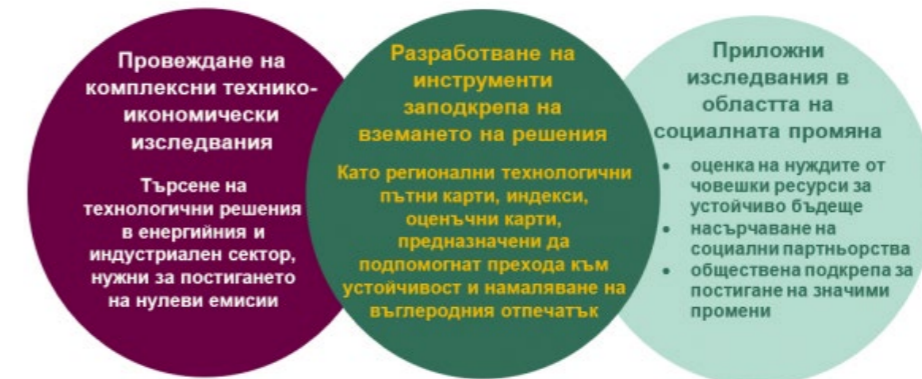 Провеждане на
комплексни технико-
икономически
изследвания
Търсене на
технологични решения
в енергийния и
индустриален сектор,
нужни за постигането
на нулеви емисии
Разработване на
инструменти
заподкрепа на
вземането на решения
Като регионални технологични
пътни карти, индекси,
оценъчни карти,
предназначени да
подпомогнат прехода към
устойчивост и намаляване на
въглеродния отпечатък
Приложни
изследвания в
областта на
социалната промяна
• оценка на нуждите от
човешки ресурси за
устойчиво бъдеще
• насърчаване на
социални партньорства
• обществена подкрепа за
постигане на значими
промени